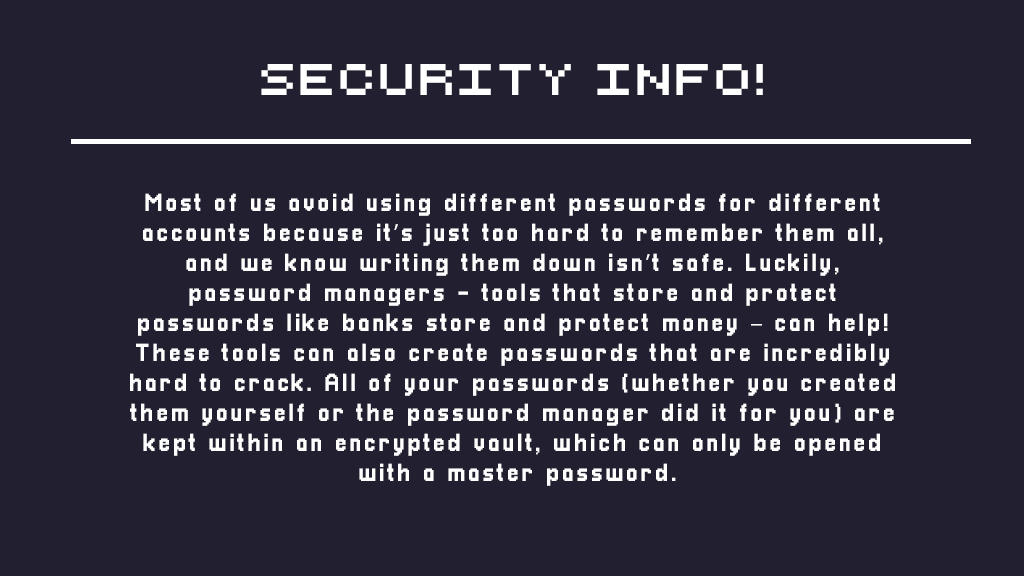 SECURITY INFO!
Most of us avoid using different passwords for different
accounts because it's just too hard to remember them all,
and we know writing them down isn't safe. Luckily,
password managers - tools that store and protect
passwords like banks store and protect money – can help!
These tools can also create passwords that are incredibly
hard to crack. All of your passwords (whether you created
them yourself or the password manager did it for you) are
kept within an encrypted vault, which can only be opened
with a master password.